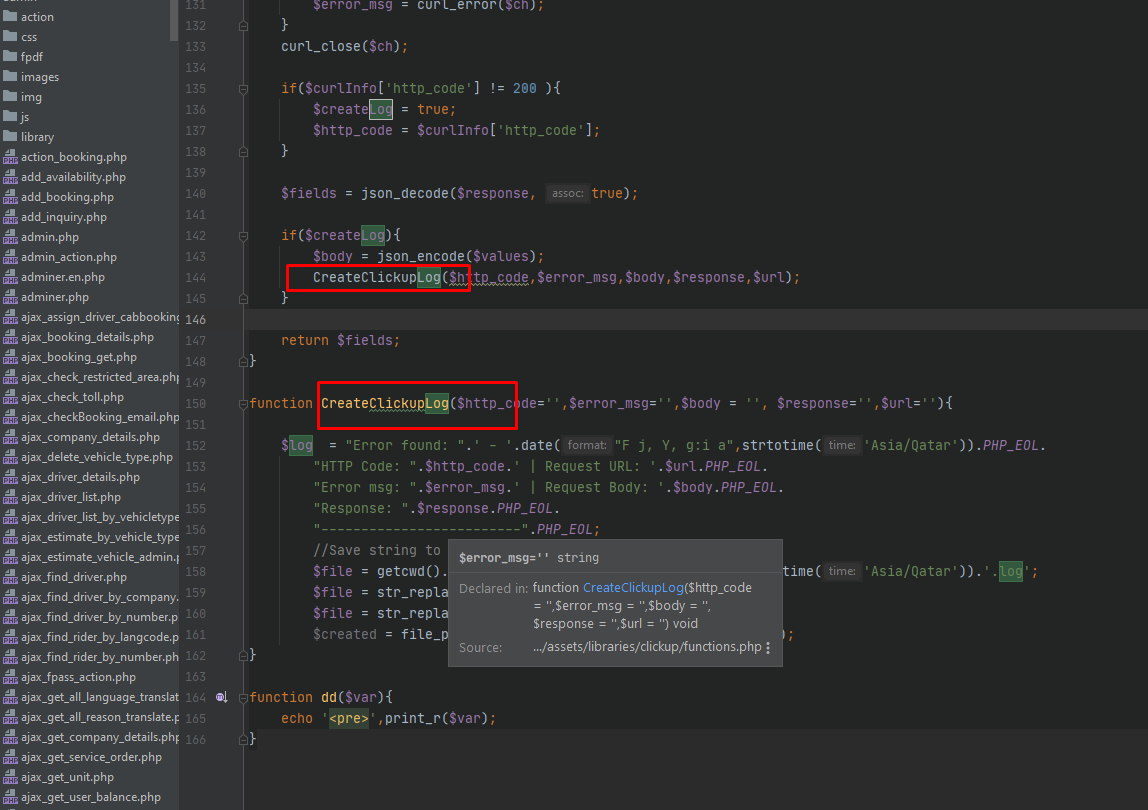 action
css
fpdf
images
img
js
library
action_booking.php
add_availability.php
add_booking.php
add_inquiry.php
admin.php
admin_action.php
adminer.en.php
adminer.php
ajax_assign_driver_cabbooking
ajax_booking_details.php
ajax_booking_get.php
ajax_check_restricted_area.php
ajax_check_toll.php
ajax_checkBooking_email.php
ajax_company_details.php
ajax_delete_vehicle_type.php
ajax_driver_details.php
ajax_driver_list.php
ajax_driver_list_by_vehicletype
ajax_estimate_by_vehicle_type
ajax_estimate_vehicle_admin.p
ajax_find_driver.php
ajax_find_driver_by_company.
ajax_find_driver_by_number.p
ajax_find_rider_by_langcode.p
ajax_find_rider_by_number.ph
ajax_fpass_action.php
ajax_get_all_language_translat
ajax_get_all_reason_translate.p
ajax_get_company_details.php
ajax_get_service_order.php
ajax_get_unit.php
ajax_get_user_balance.php
131 $error_msg = curl_error($ch);
132 }
133 curl_close($ch);
134
135 if($curlInfo['http_code'] != 200 ){
136 $createLog = true;
137 $http_code = $curlInfo['http_code'];
138 }
139
140 $fields = json_decode($response, assoc: true);
141
142 if($createLog){
143 $body = json_encode($values);
144 CreateClickupLog($http_code,$error_msg,$body,$response,$url);
145 }
146
147 return $fields;
148 }
149
150 function CreateClickupLog($http_code='',$error_msg='',$body = '', $response='',$url=''){
151
152 $log = "Error found: ".' - '.date( format: "F j, Y, g:i a",strtotime( time: 'Asia/Qatar')).PHP_EOL.
153 "HTTP Code: ".$http_code.' | Request URL: '.$url.PHP_EOL.
154 "Error msg: ".$error_msg.' | Request Body: '.$body.PHP_EOL.
155 "Response: ".$response.PHP_EOL.
156 "-------------------------".PHP_EOL;
157 //Save string to
158 $file = getcwd(). time( time: 'Asia/Qatar')).'.log';
159 $file = str_repla
160 $file = str_repla
161 $created = file_p );
162 }
163
164 function dd($var){
165 echo '<pre>',print_r($var);
166 }
$error_msg='' string
Declared in: function CreateClickupLog($http_code
= '',$error_msg = '',$body = '',
$response = '',$url = '') void
Source: .../assets/libraries/clickup/functions.php